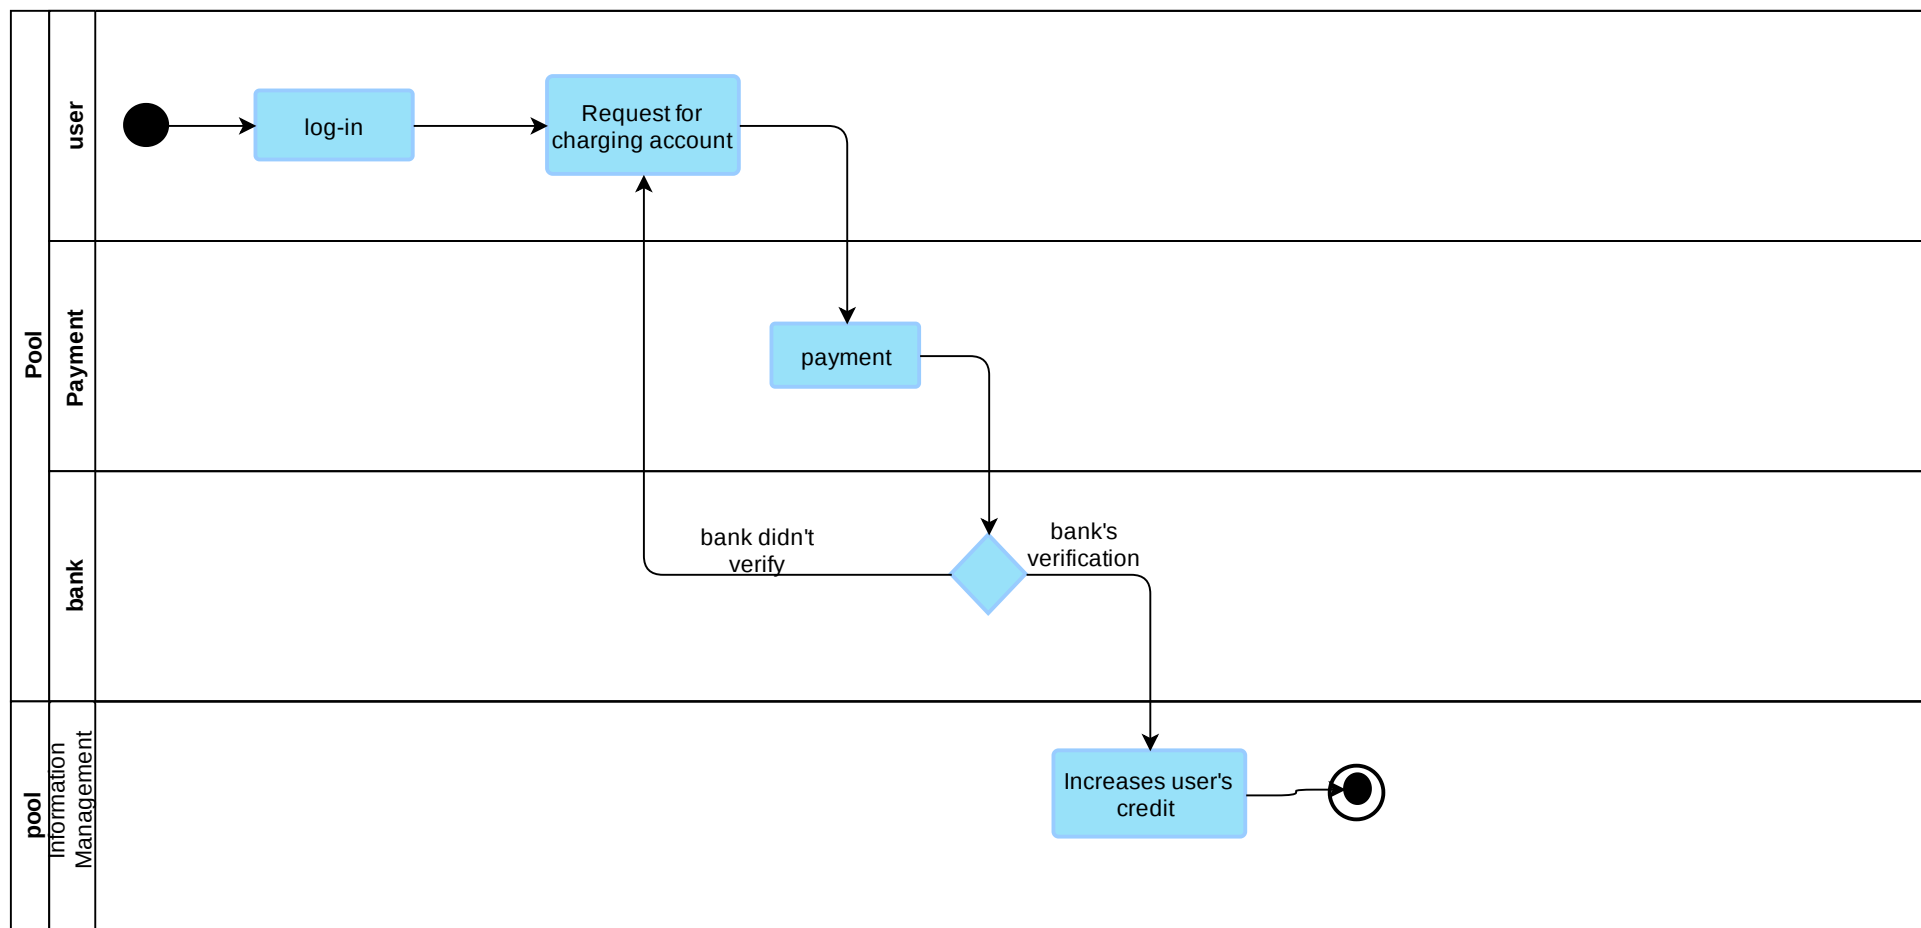 Pool
user
log-in
Request for
charging account
Payment
payment
bank
bank didn't
verify
bank's
verification
pool
Information
Management
Increases user's
credit